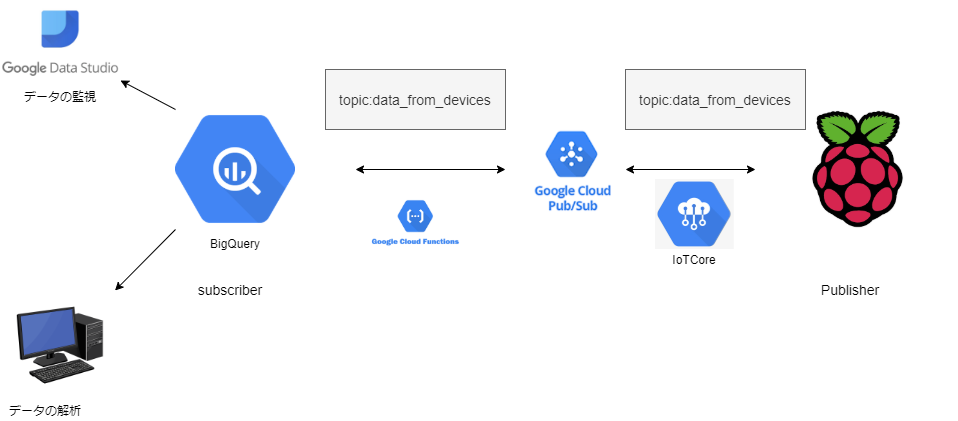 Google Data Studio
データの監視
topic:data_from_devices
topic:data_from_devices
Google Cloud
Pub/Sub
Google Cloud Functions
BigQuery
IoTCore
subscriber
Publisher
データの解析